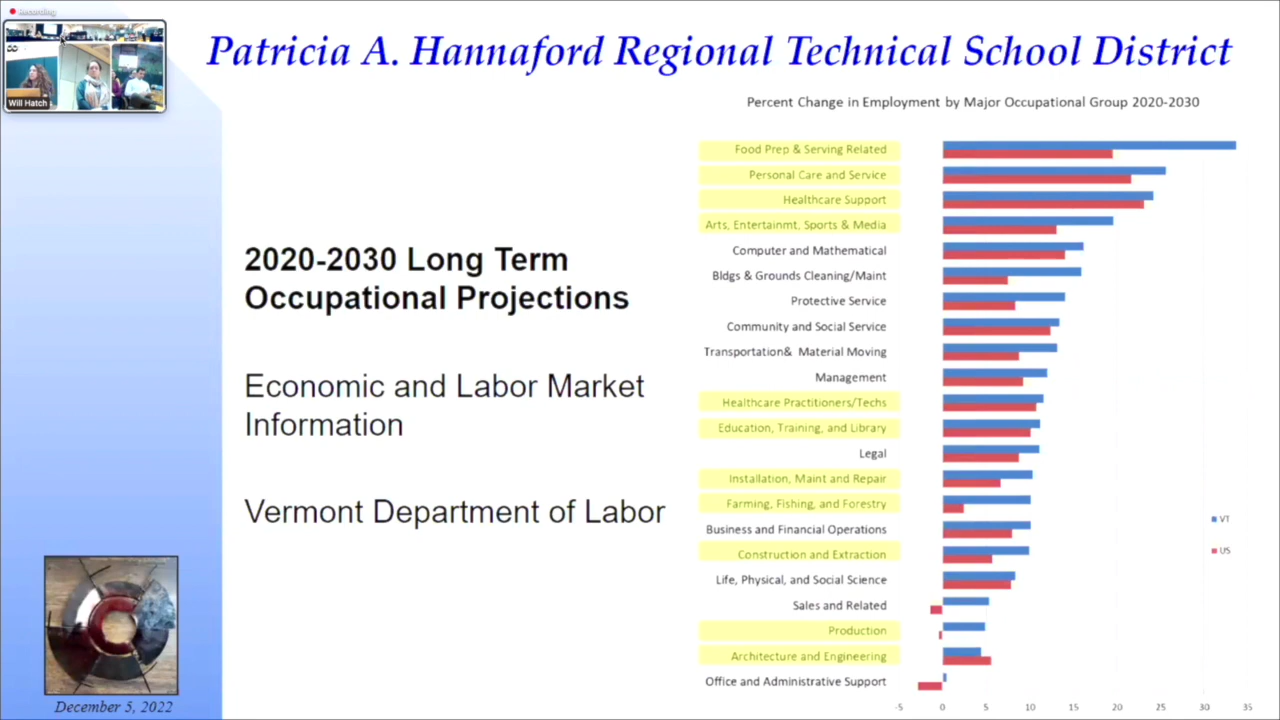 Recording
Will Hatch
Patricia A. Hannaford Regional Technical School District
Percent Change in Employment by Major Occupational Group 2020-2030
2020-2030 Long Term
Occupational Projections
Economic and Labor Market
Information
Vermont Department of Labor
Food Prep & Serving Related
Personal Care and Service
Healthcare Support
Arts, Entertainmt, Sports & Media
Computer and Mathematical
Bldgs & Grounds Cleaning/Maint
Protective Service
Community and Social Service
Transportation& Material Moving
Management
Healthcare Practitioners/Techs
Education, Training, and Library
Legal
Installation, Maint and Repair
Farming, Fishing, and Forestry
Business and Financial Operations
Construction and Extraction
Life, Physical, and Social Science
Sales and Related
Production
Architecture and Engineering
Office and Administrative Support
VT
US
-5 0 5 10 15 20 25 30 35
December 5, 2022